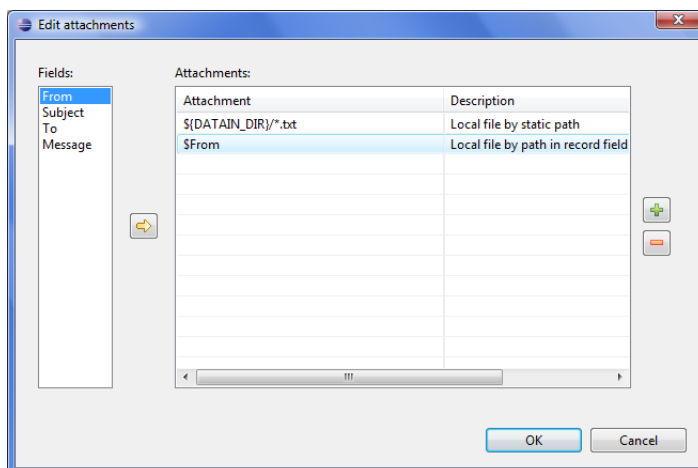 Edit attachments
Fields:
Attachments:
From
Subject
To
Message
Attachment Description
${DATAIN_DIR}/*.txt Local file by static path
$From Local file by path in record field
OK Cancel